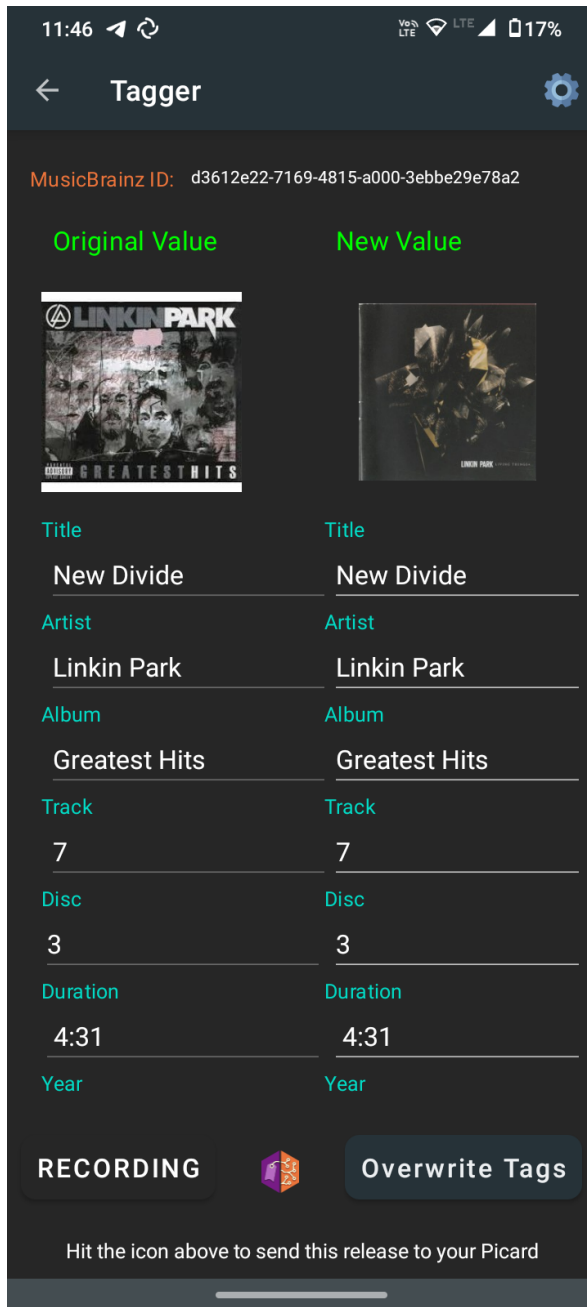 11:46 Vo) LTE LTE 17%
Tagger
MusicBrainz ID: d3612e22-7169-4815-a000-3ebbe29e78a2
Original Value New Value
LINKIN PARK
GREATEST HITS
LINKIN PARK
Title Title
New Divide New Divide
Artist Artist
Linkin Park Linkin Park
Album Album
Greatest Hits Greatest Hits
Track Track
7 7
Disc Disc
3 3
Duration Duration
4:31 4:31
Year Year
RECORDING Overwrite Tags
Hit the icon above to send this release to your Picard